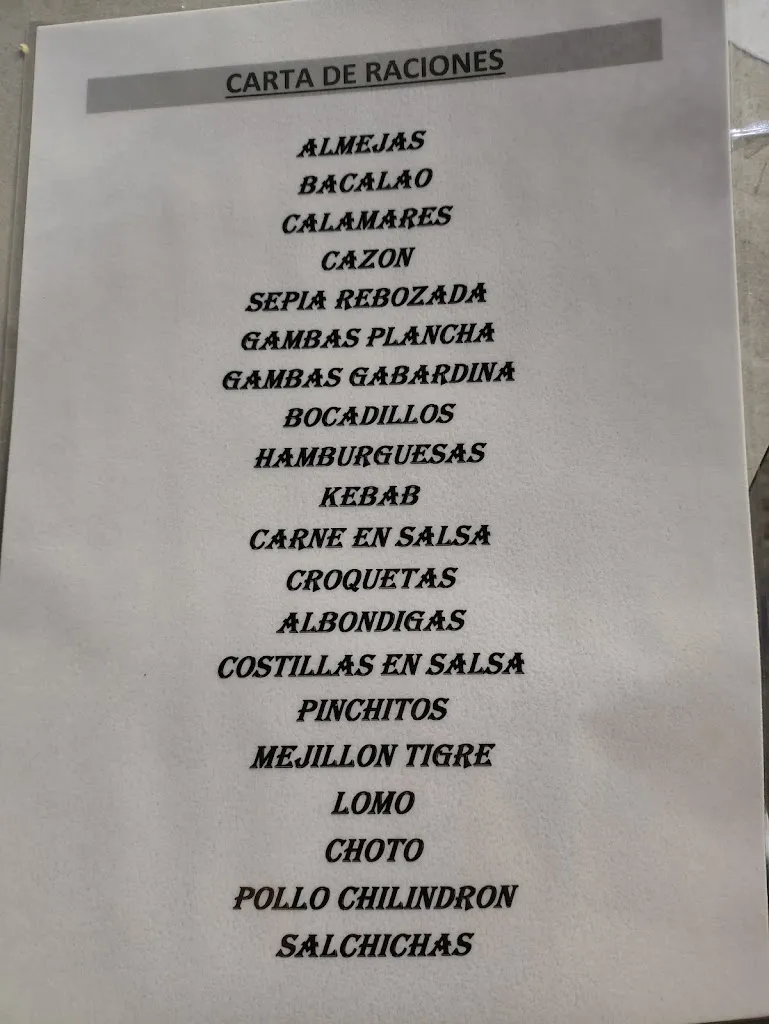 CARTA DE RACIONES
ALMEJAS
BACALAO
CALAMARES
CAZON
SEPIA REBOZADA
GAMBAS PLANCHA
GAMBAS GABARDINA
BOCADILLOS
HAMBURGUESAS
KEBAB
CARNE EN SALSA
CROQUETAS
ALBONDIGAS
COSTILLAS EN SALSA
PINCHITOS
MEJILLON TIGRE
LOMO
CHOTO
POLLO CHILINDRON
SALCHICHAS